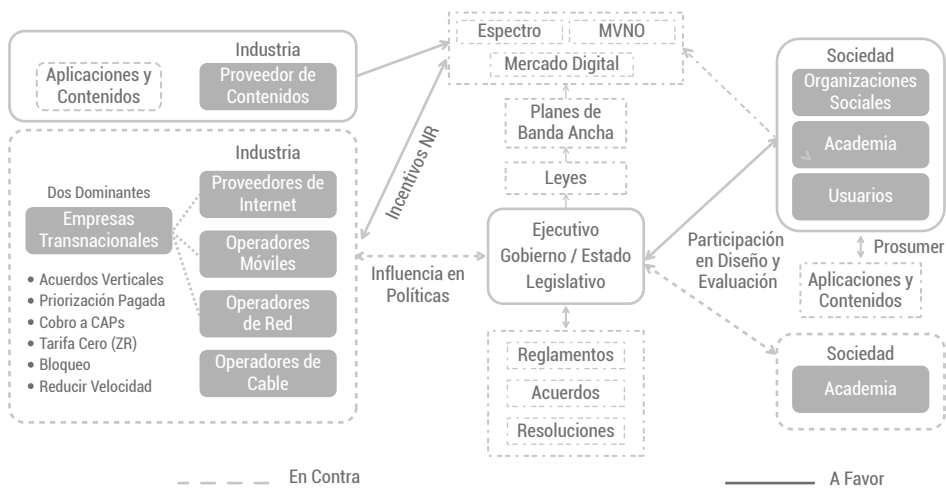 Industria
Aplicaciones y
Contenidos
Proveedor de
Contenidos
Industria
Dos Dominantes
Empresas
Transnacionales
• Acuerdos Verticales
• Priorización Pagada
• Cobro a CAPs
• Tarifa Cero (ZR)
• Bloqueo
• Reducir Velocidad
Proveedores de
Internet
Operadores
Móviles
Operadores
de Red
Operadores de
Cable
Incentivos NR
Influencia en
Políticas
Espectro
MVNO
Mercado Digital
Planes de
Banda Ancha
Leyes
Ejecutivo
Gobierno / Estado
Legislativo
Reglamentos
Acuerdos
Resoluciones
Participación
en Diseño y
Evaluación
Sociedad
Organizaciones
Sociales
Academia
Usuarios
Prosumer
Aplicaciones y
Contenidos
Sociedad
Academia
En Contra
A Favor